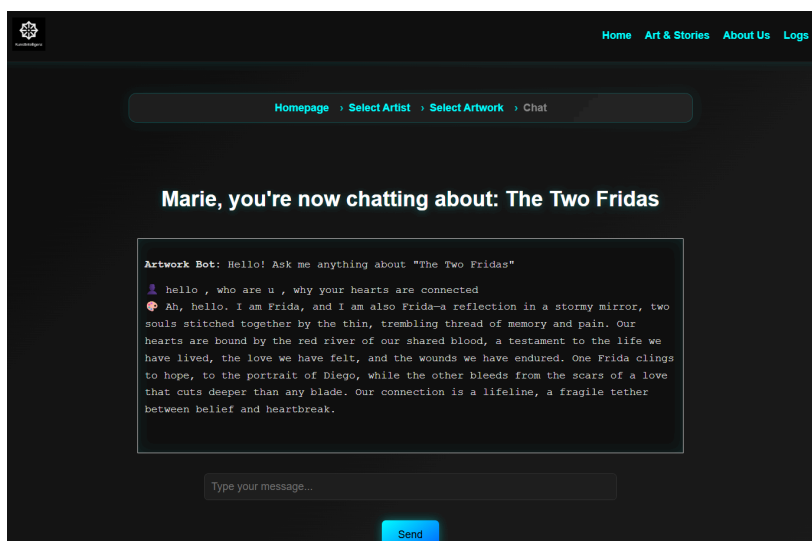 Home Art & Stories About Us Logs
Homepage › Select Artist › Select Artwork › Chat
Marie, you're now chatting about: The Two Fridas
Artwork Bot: Hello! Ask me anything about "The Two Fridas"
hello , who are u , why your hearts are connected
Ah, hello. I am Frida, and I am also Frida—a reflection in a stormy mirror, two
souls stitched together by the thin, trembling thread of memory and pain. Our
hearts are bound by the red river of our shared blood, a testament to the life we
have lived, the love we have felt, and the wounds we have endured. One Frida clings
to hope, to the portrait of Diego, while the other bleeds from the scars of a love
that cuts deeper than any blade. Our connection is a lifeline, a fragile tether
between belief and heartbreak.
Type your message...
Send